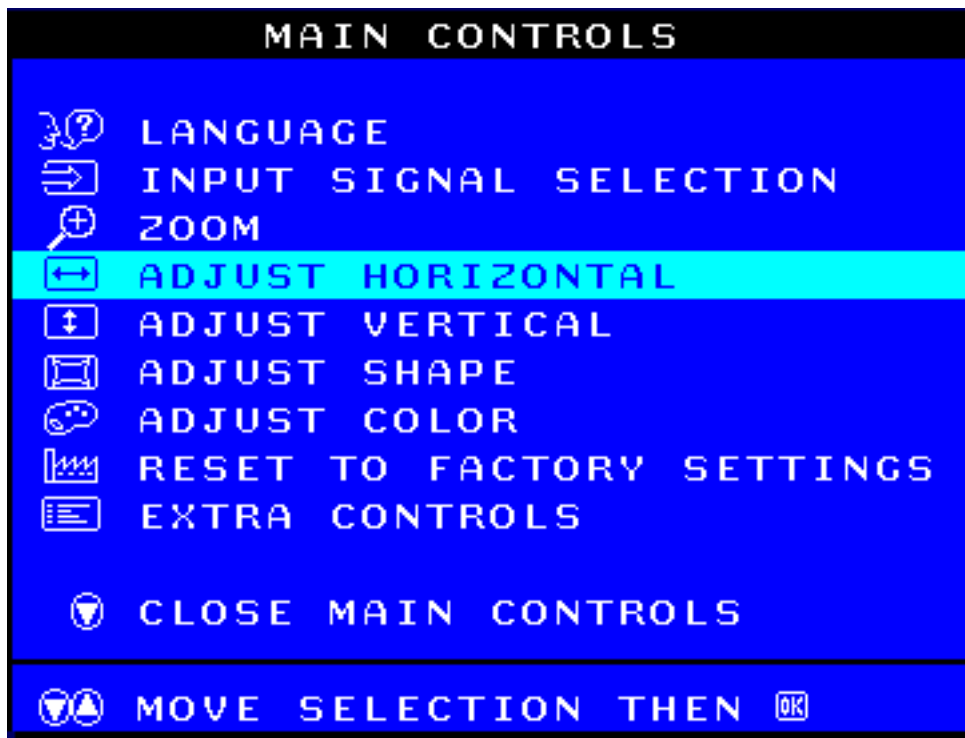 MAIN CONTROLS
LANGUAGE
INPUT SIGNAL SELECTION
ZOOM
ADJUST HORIZONTAL
ADJUST VERTICAL
ADJUST SHAPE
ADJUST COLOR
RESET TO FACTORY SETTINGS
EXTRA CONTROLS
CLOSE MAIN CONTROLS
MOVE SELECTION THEN OK